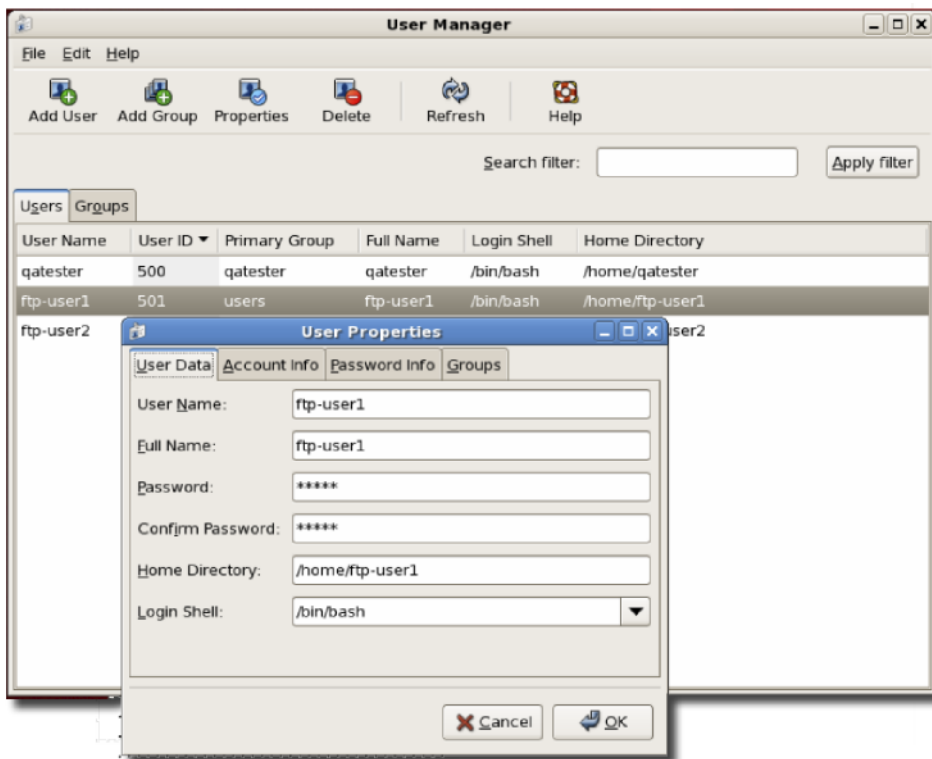 User Manager
File Edit Help
Add User Add Group Properties Delete Refresh Help
Search filter: Apply filter
Users Groups
User Name User ID Primary Group Full Name Login Shell Home Directory
qatester 500 qatester qatester /bin/bash /home/qatester
ftp-user1 501 users ftp-user1 /bin/bash /home/ftp-user1
ftp-user2 user2
User Properties
User Data Account Info Password Info Groups
User Name: ftp-user1
Full Name: ftp-user1
Password: *****
Confirm Password: *****
Home Directory: /home/ftp-user1
Login Shell: /bin/bash
Cancel OK